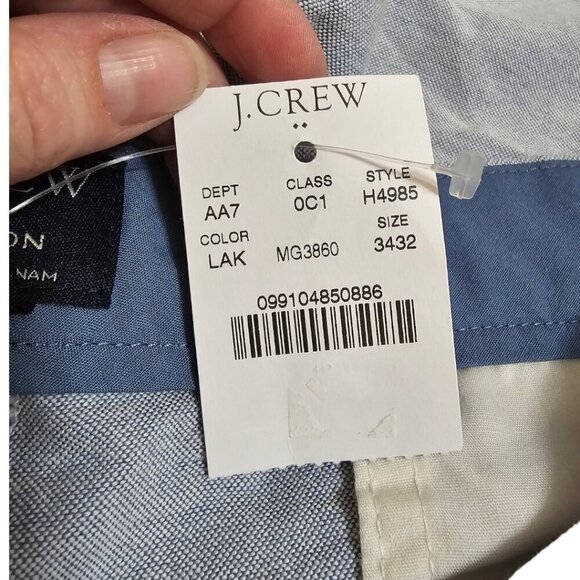 J.CREW
DEPT CLASS STYLE
AA7 0C1 H4985
COLOR SIZE
LAK MG3860 3432
099104850886
W
ON
NAM